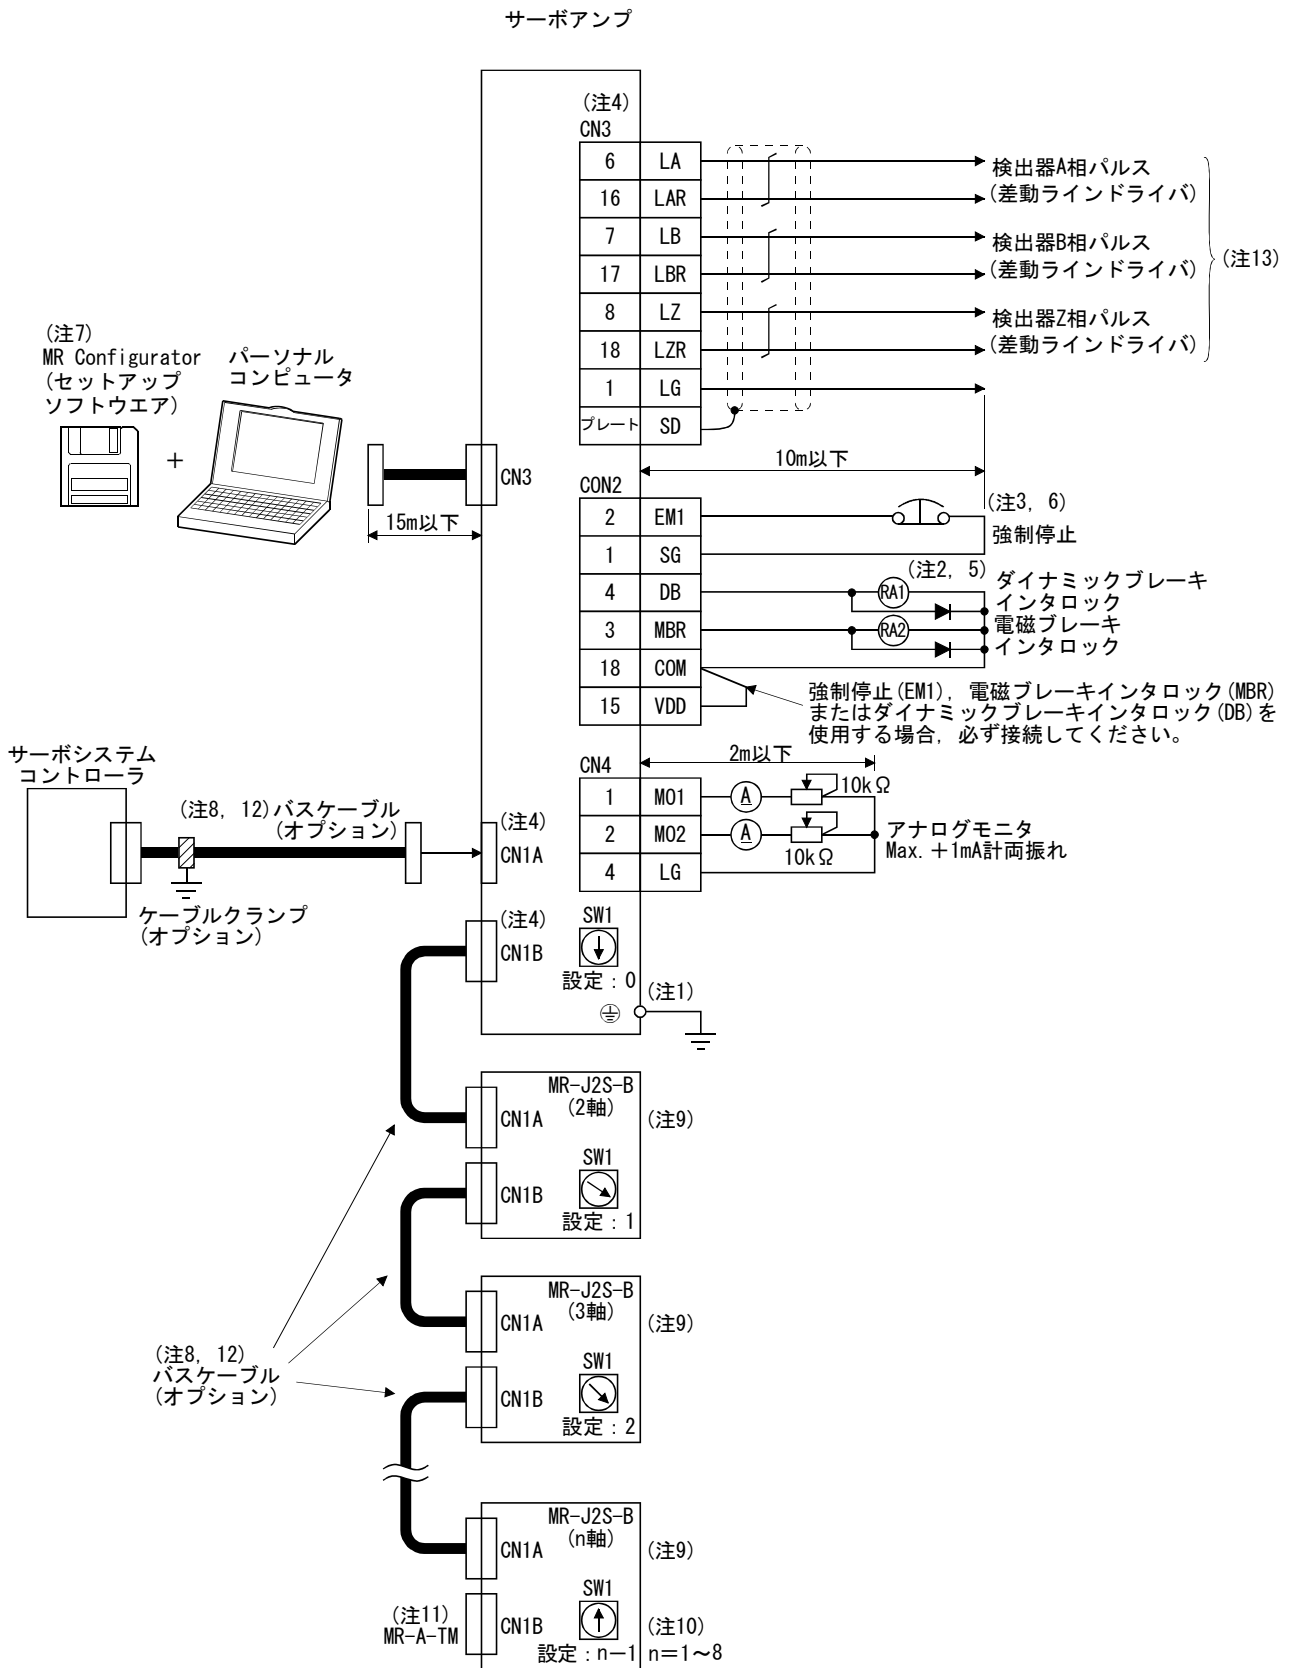 サーボアンプ
(注4)
CN3
6 LA
16 LAR
7 LB
17 LBR
8 LZ
18 LZR
1 LG
プレート SD
検出器A相パルス
(差動ラインドライバ)
検出器B相パルス
(差動ラインドライバ)
検出器Z相パルス
(差動ラインドライバ)
(注13)
10m以下
(注7)
MR Configurator
(セットアップ
ソフトウエア)
+
パーソナル
コンピュータ
15m以下
CN3
CON2
2 EM1
1 SG
4 DB
3 MBR
18 COM
15 VDD
(注3, 6)
強制停止
(注2, 5)
RA1
ダイナミックブレーキ
インタロック
RA2
電磁ブレーキ
インタロック
強制停止(EM1), 電磁ブレーキインタロック(MBR)
またはダイナミックブレーキインタロック(DB)を
使用する場合, 必ず接続してください。
2m以下
CN4
1 MO1
2 MO2
4 LG
A
10kΩ
A
10kΩ
アナログモニタ
Max. +1mA計両振れ
サーボシステム
コントローラ
(注8, 12)バスケーブル
(オプション)
ケーブルクランプ
(オプション)
(注4)
CN1A
(注4)
CN1B
SW1
設定:0
(注1)
MR-J2S-B
(2軸)
CN1A
(注9)
SW1
CN1B
設定:1
MR-J2S-B
(3軸)
CN1A
(注9)
SW1
CN1B
設定:2
(注8, 12)
バスケーブル
(オプション)
MR-J2S-B
(n軸)
CN1A
(注9)
SW1
(注11)
MR-A-TM
CN1B
(注10)
設定:n-1 n=1~8